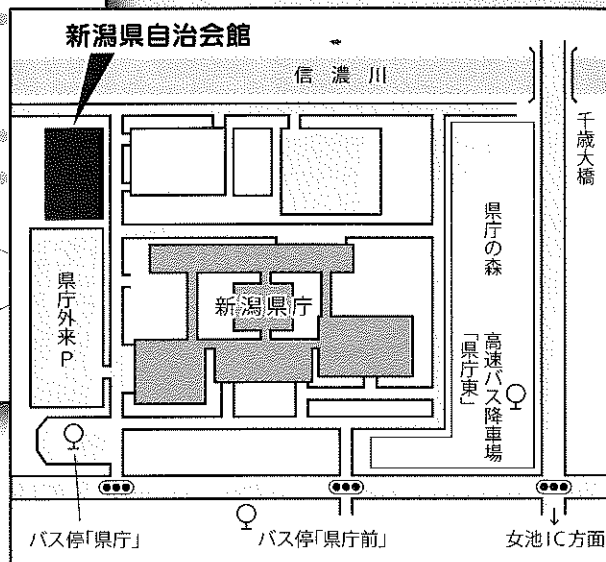 新潟県自治会館
信濃川
千歳大橋
県庁の森
新潟県庁
県庁外来P
高速バス降車場
「県庁東」
バス停「県庁」
バス停「県庁前」
女池IC方面